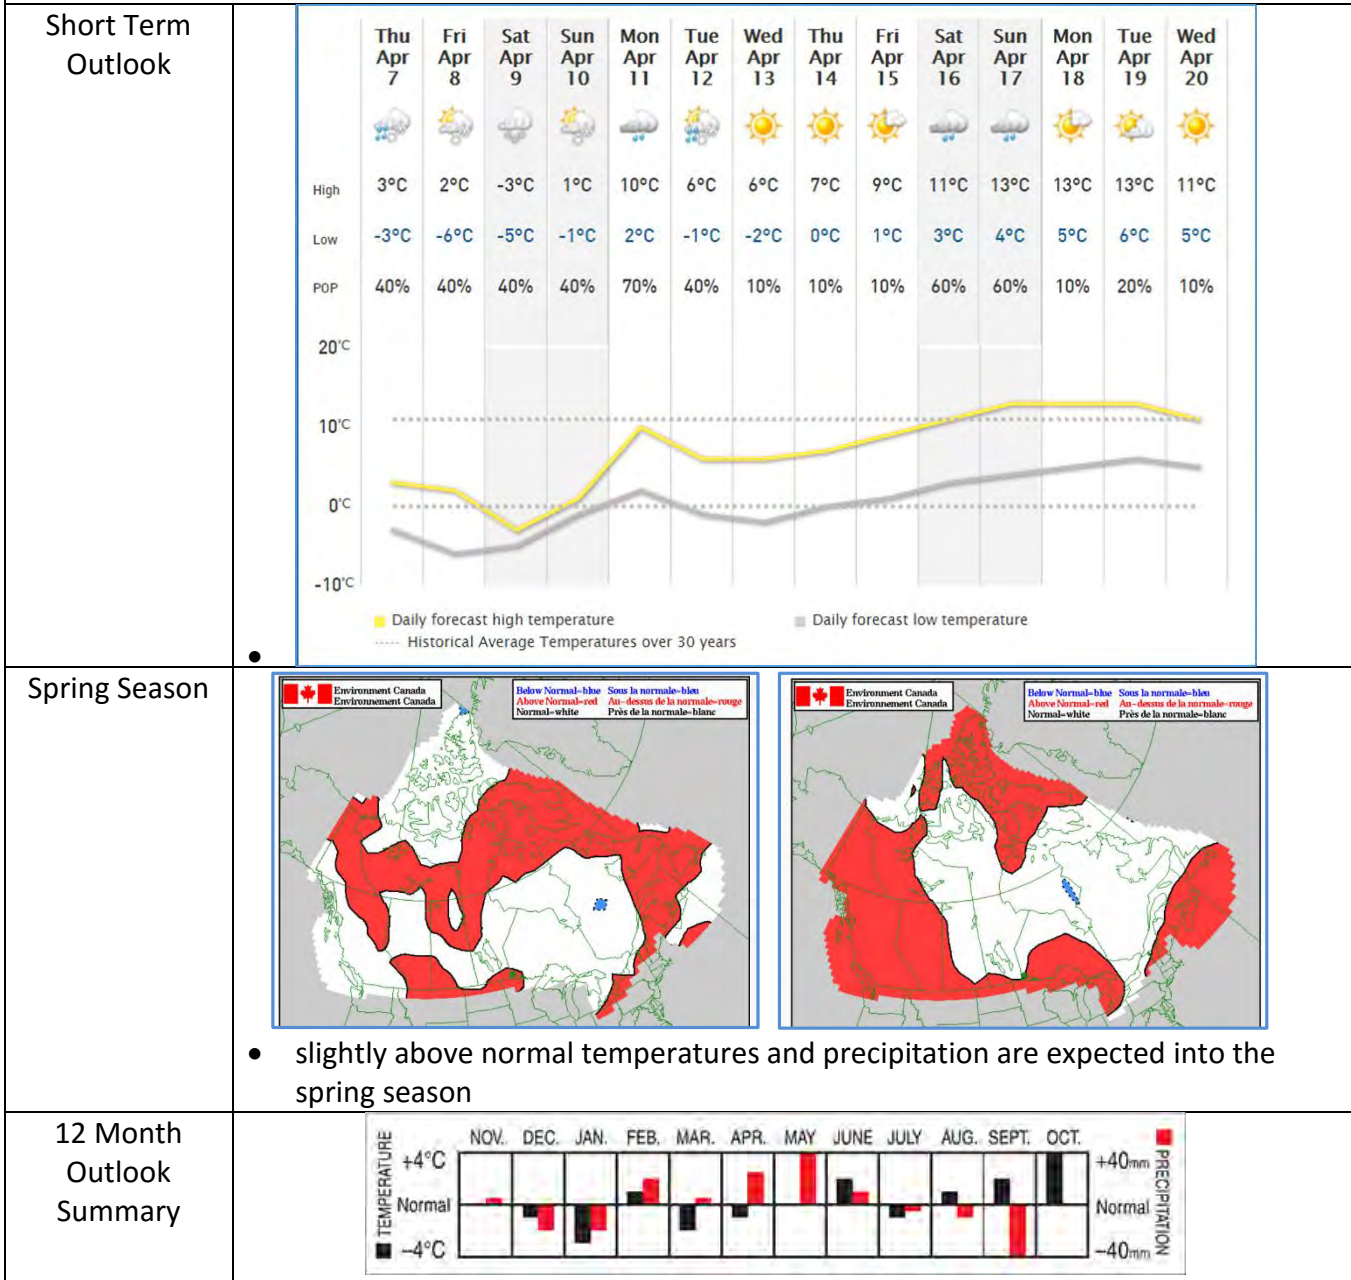 Short Term
Outlook
Thu Fri Sat Sun Mon Tue Wed Thu Fri Sat Sun Mon Tue Wed
Apr Apr Apr Apr Apr Apr Apr Apr Apr Apr Apr Apr Apr Apr
7 8 9 10 11 12 13 14 15 16 17 18 19 20
High 3°C 2°C -3°C 1°C 10°C 6°C 6°C 7°C 9°C 11°C 13°C 13°C 13°C 11°C
Low -3°C -6°C -5°C -1°C 2°C -1°C -2°C 0°C 1°C 3°C 4°C 5°C 6°C 5°C
POP 40% 40% 40% 40% 70% 40% 10% 10% 10% 60% 60% 10% 20% 10%
20°C
10°C
0°C
-10°C
Daily forecast high temperature Daily forecast low temperature
Historical Average Temperatures over 30 years
•
Spring Season
Environment Canada
Environnement Canada
Below Normal-blue Sous la normale-bleu
Above Normal-red Au-dessus de la normale-rouge
Normal-white Près de la normale-blanc
Environment Canada
Environnement Canada
Below Normal-blue Sous la normale-bleu
Above Normal-red Au-dessus de la normale-rouge
Normal-white Près de la normale-blanc
• slightly above normal temperatures and precipitation are expected into the
spring season
12 Month
Outlook
Summary
TEMPERATURE
NOV. DEC. JAN. FEB. MAR. APR. MAY JUNE JULY AUG. SEPT. OCT.
+4°C +40mm
Normal Normal
-4°C -40mm
PRECIPITATION